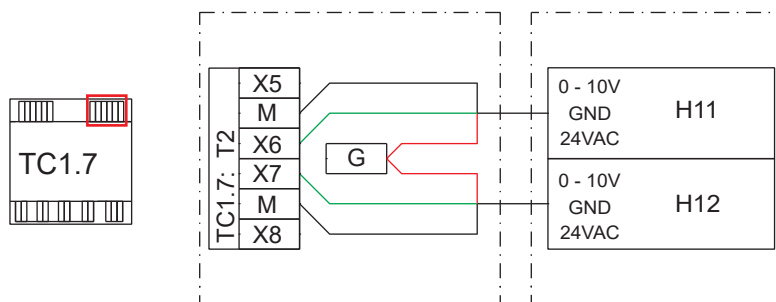 TC1.7
TC1.7: T2
X5
M
X6
X7
M
X8
G
0 - 10V
GND
24VAC
H11
0 - 10V
GND
24VAC
H12